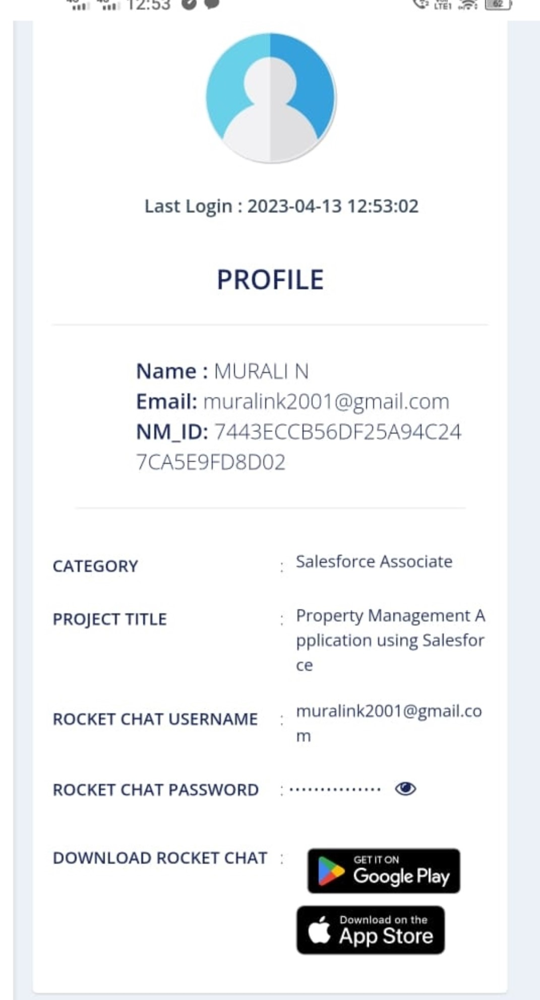 12:53
LTE1
62
Last Login : 2023-04-13 12:53:02
PROFILE
Name : MURALI N
Email: muralink2001@gmail.com
NM_ID: 7443ECCB56DF25A94C24
7CA5E9FD8D02
CATEGORY : Salesforce Associate
PROJECT TITLE : Property Management A
pplication using Salesfor
ce
ROCKET CHAT USERNAME : muralink2001@gmail.co
m
ROCKET CHAT PASSWORD : ···············
DOWNLOAD ROCKET CHAT :
GET IT ON
Google Play
Download on the
App Store